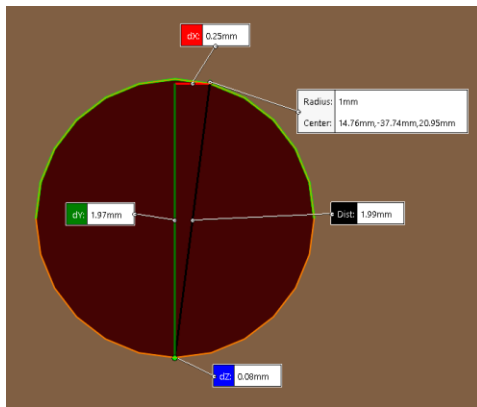 dX: 0.25mm
Radius: 1mm
Center: 14.76mm,-37.74mm,20.95mm
dY: 1.97mm
Dist: 1.99mm
dZ: 0.08mm